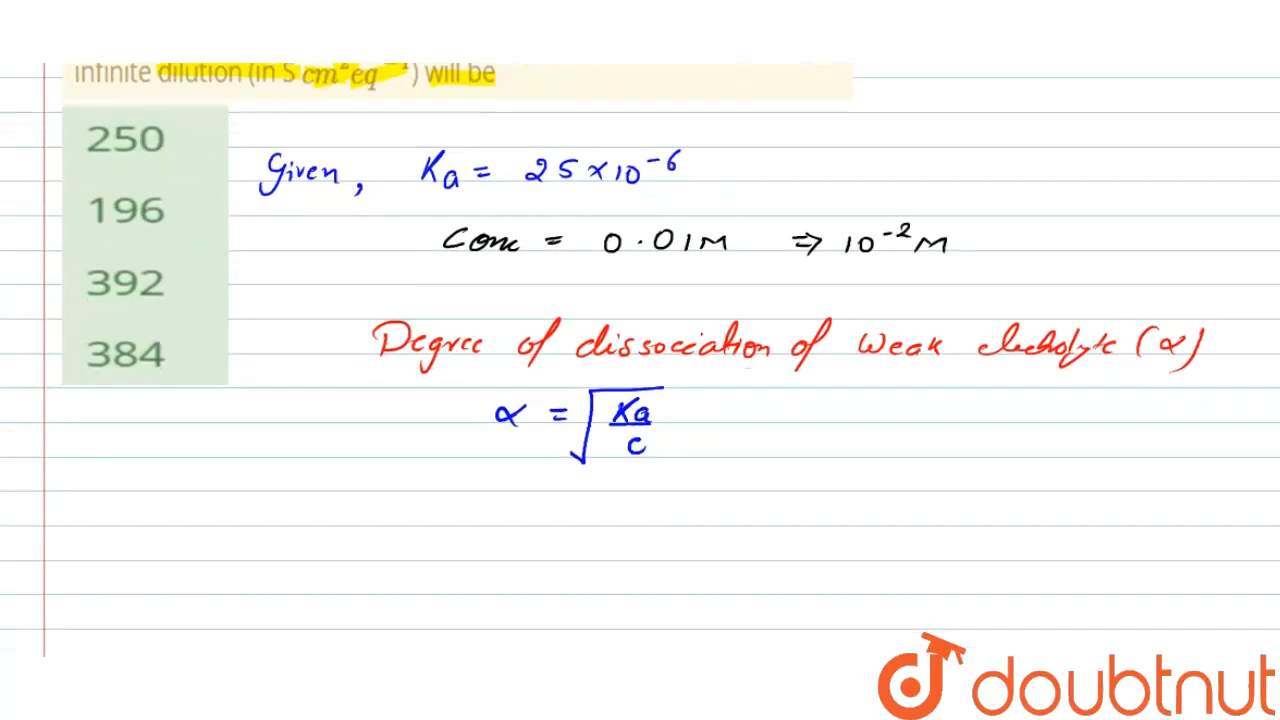 infinite dilution (in S cm² eq⁻¹) will be
250
196
392
384
Given, Ka = 25 × 10⁻⁶
Conc = 0.01M ⇒ 10⁻² M
Degree of dissociation of weak electrolyte (α)
α = √(Ka/c)
doubtnut